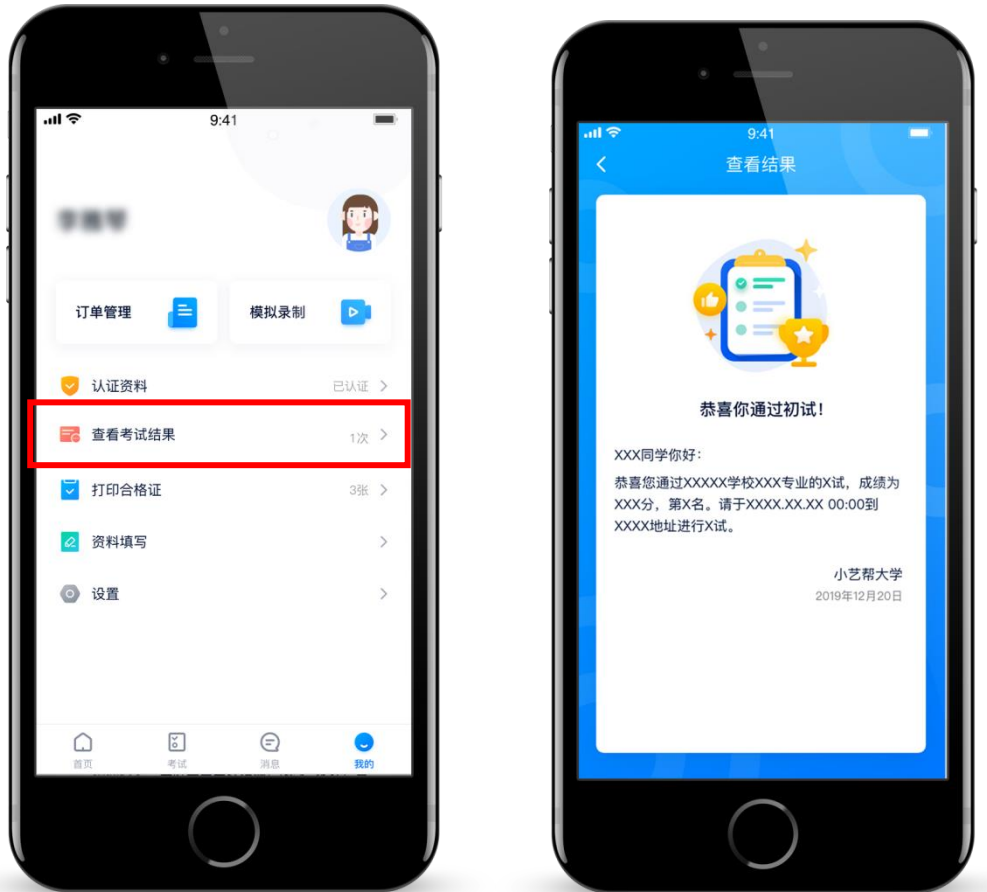 9:41
订单管理
模拟录制
认证资料
已认证
查看考试结果
1次
打印合格证
3张
资料填写
设置
首页
考试
消息
我的
9:41
查看结果
恭喜你通过初试！
XXX同学你好：
恭喜您通过XXXXX学校XXX专业的X试，成绩为
XXX分，第X名。请于XXXX.XX.XX 00:00到
XXXX地址进行X试。
小艺帮大学
2019年12月20日